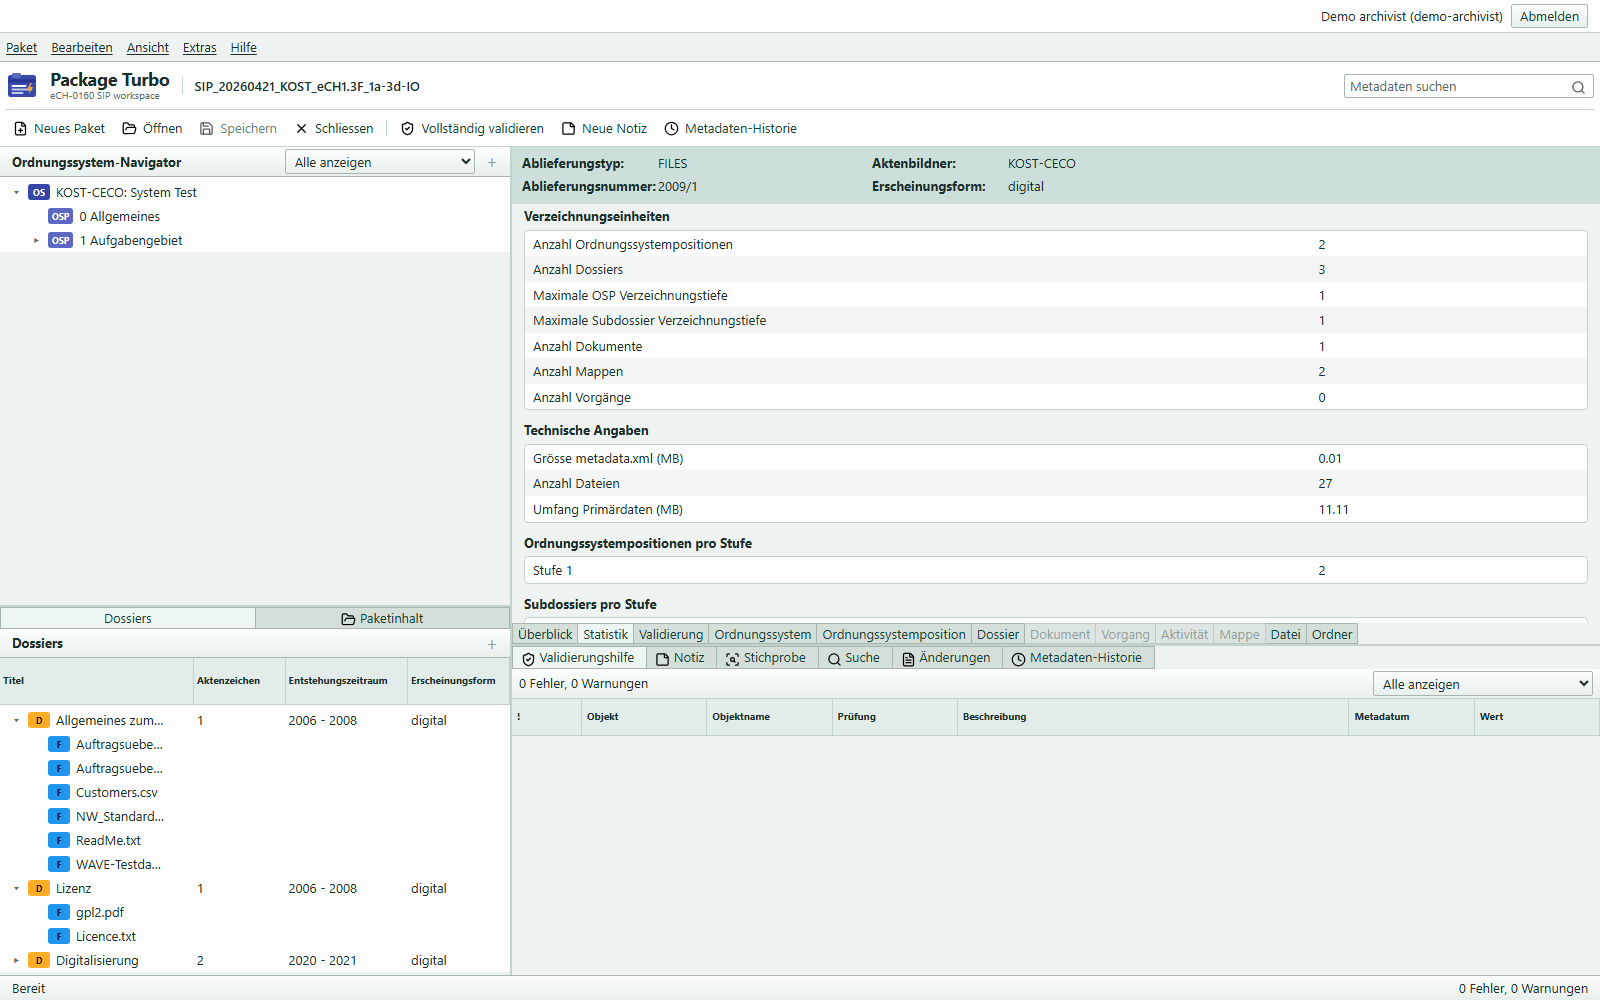 Demo archivist (demo-archivist) Abmelden
Paket Bearbeiten Ansicht Extras Hilfe
Package Turbo
eCH-0160 SIP workspace
SIP_20260421_KOST_eCH1.3F_1a-3d-IO
Metadaten suchen
Neues Paket Öffnen Speichern Schliessen Vollständig validieren Neue Notiz Metadaten-Historie
Ordnungssystem-Navigator Alle anzeigen +
OS KOST-CECO: System Test
OSP 0 Allgemeines
OSP 1 Aufgabengebiet
Dossiers Paketinhalt
Dossiers +
Titel Aktenzeichen Entstehungszeitraum Erscheinungsform
D Allgemeines zum... 1 2006 - 2008 digital
F Auftragsuebe...
F Auftragsuebe...
F Customers.csv
F NW_Standard...
F ReadMe.txt
F WAVE-Testda...
D Lizenz 1 2006 - 2008 digital
F gpl2.pdf
F Licence.txt
D Digitalisierung 2 2020 - 2021 digital
Ablieferungstyp: FILES Aktenbildner: KOST-CECO
Ablieferungsnummer: 2009/1 Erscheinungsform: digital
Verzeichnungseinheiten
Anzahl Ordnungssystempositionen 2
Anzahl Dossiers 3
Maximale OSP Verzeichnungstiefe 1
Maximale Subdossier Verzeichnungstiefe 1
Anzahl Dokumente 1
Anzahl Mappen 2
Anzahl Vorgänge 0
Technische Angaben
Grösse metadata.xml (MB) 0.01
Anzahl Dateien 27
Umfang Primärdaten (MB) 11.11
Ordnungssystempositionen pro Stufe
Stufe 1 2
Subdossiers pro Stufe
Überblick Statistik Validierung Ordnungssystem Ordnungssystemposition Dossier Dokument Vorgang Aktivität Mappe Datei Ordner
Validierungshilfe Notiz Stichprobe Suche Änderungen Metadaten-Historie
0 Fehler, 0 Warnungen Alle anzeigen
! Objekt Objektname Prüfung Beschreibung Metadatum Wert
Bereit 0 Fehler, 0 Warnungen